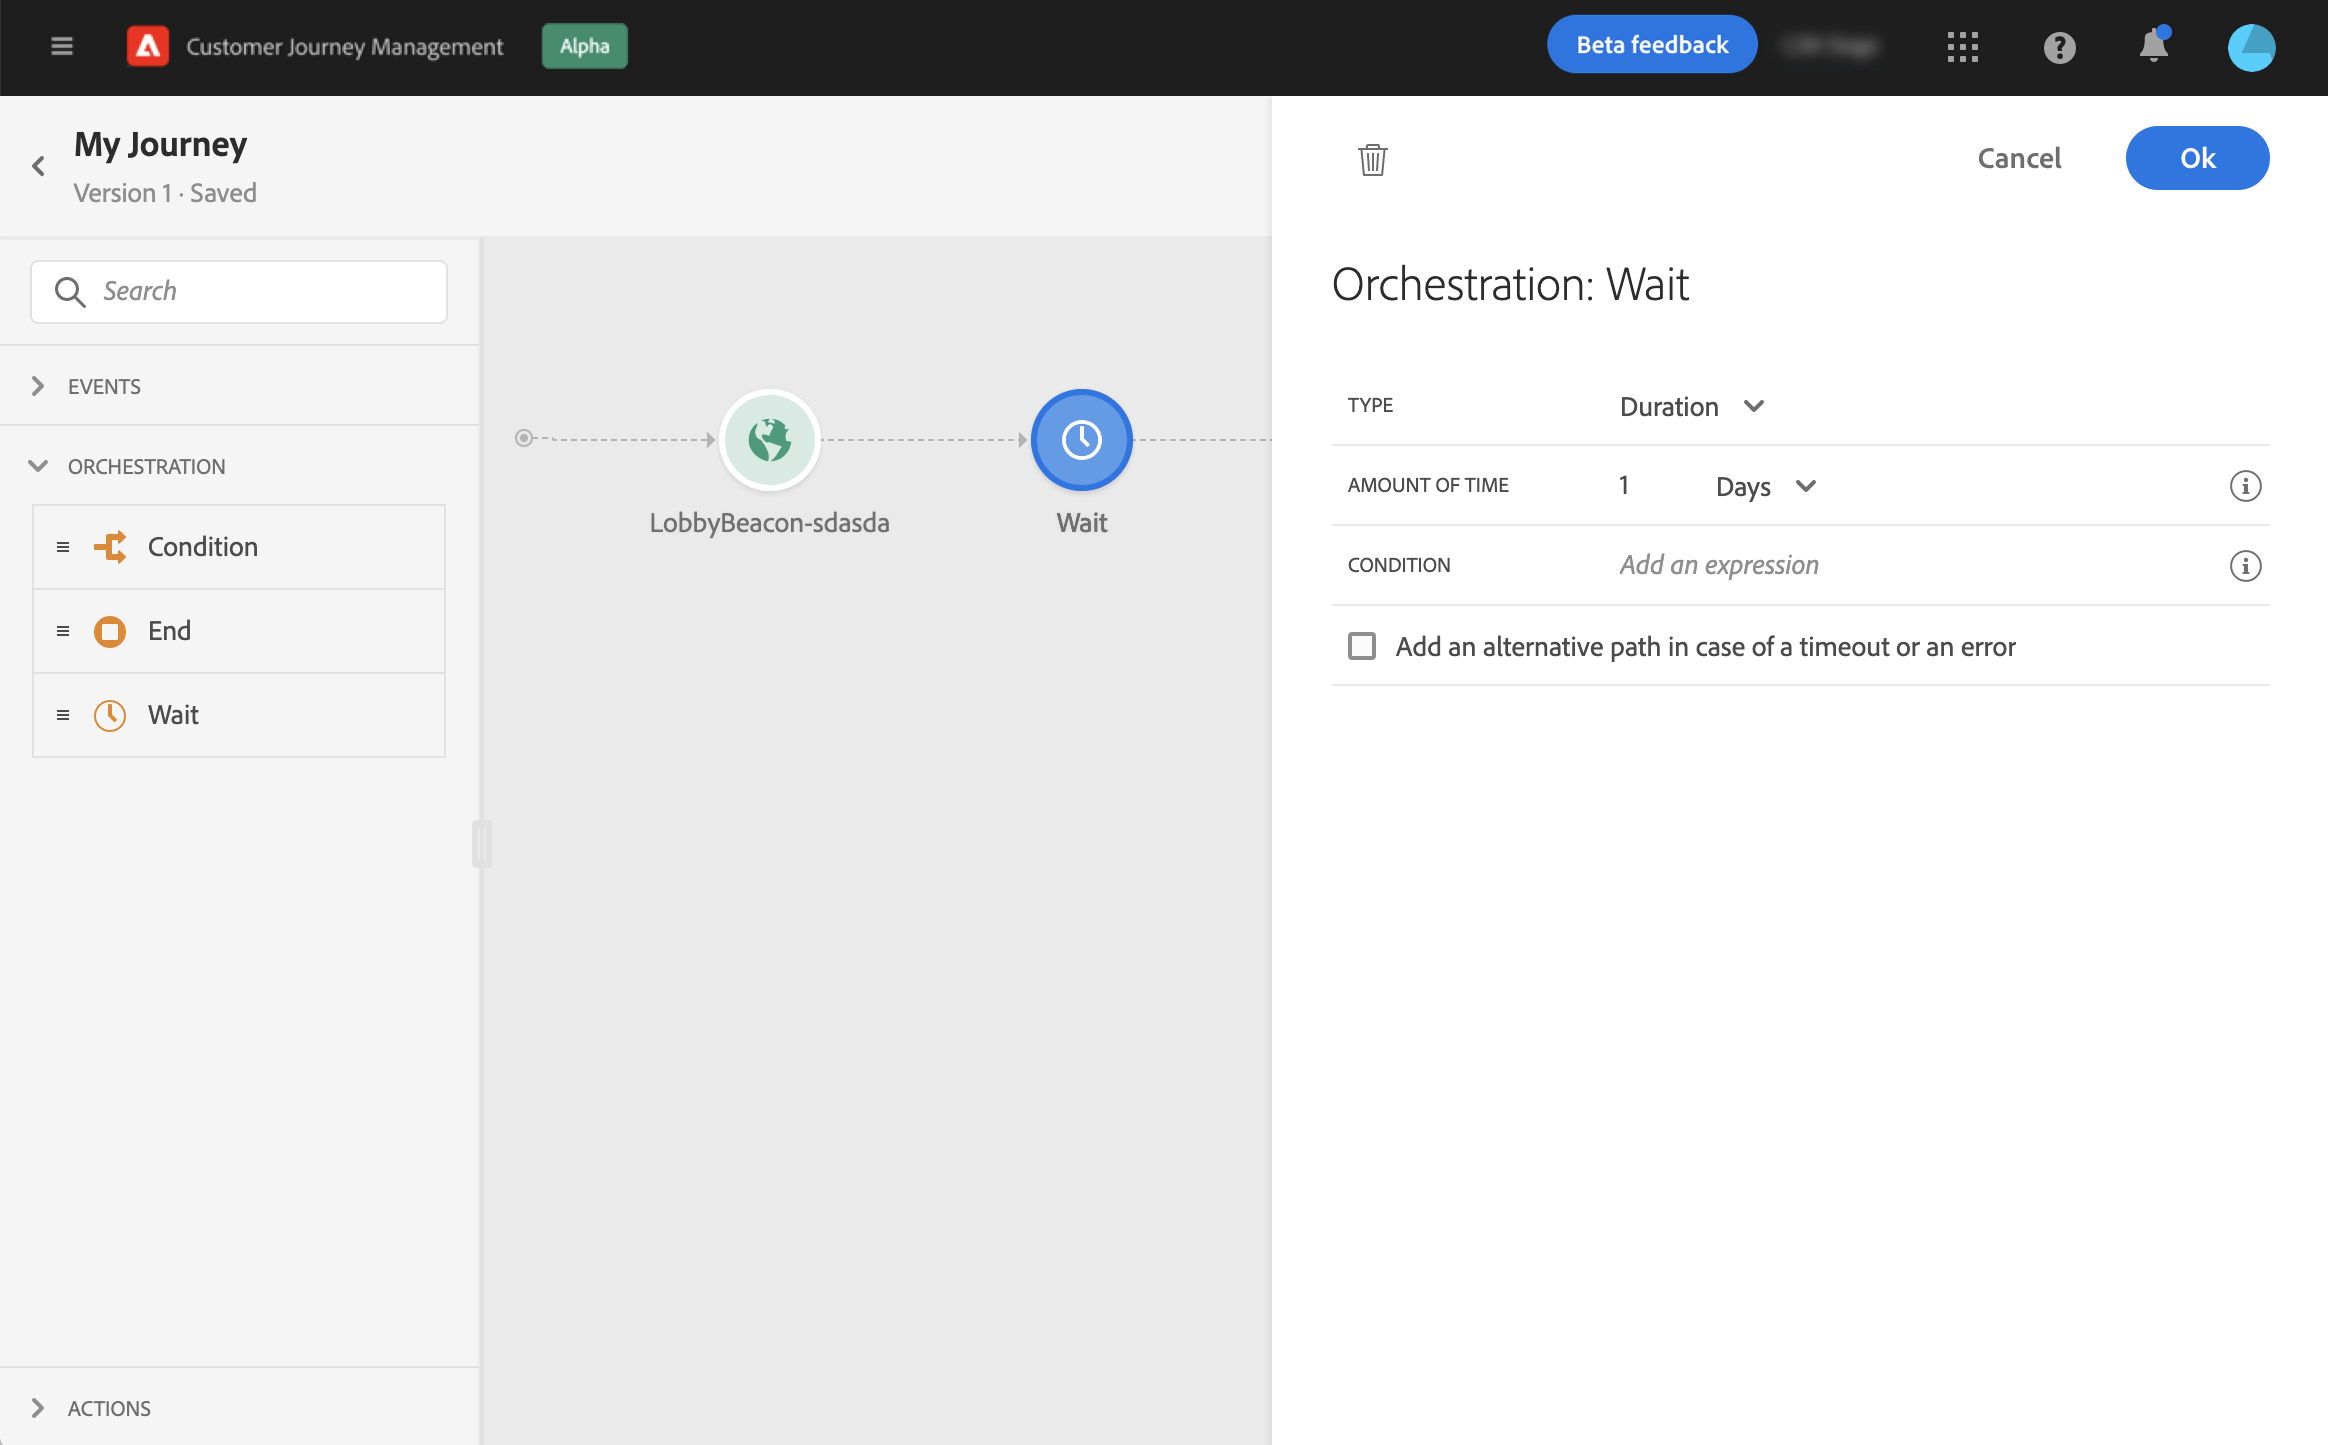 Customer Journey Management
Alpha
Beta feedback
My Journey
Version 1 · Saved
Cancel
Ok
Search
Orchestration: Wait
EVENTS
TYPE
Duration
ORCHESTRATION
AMOUNT OF TIME
1
Days
LobbyBeacon-sdasda
Wait
Condition
CONDITION
Add an expression
End
Add an alternative path in case of a timeout or an error
Wait
ACTIONS